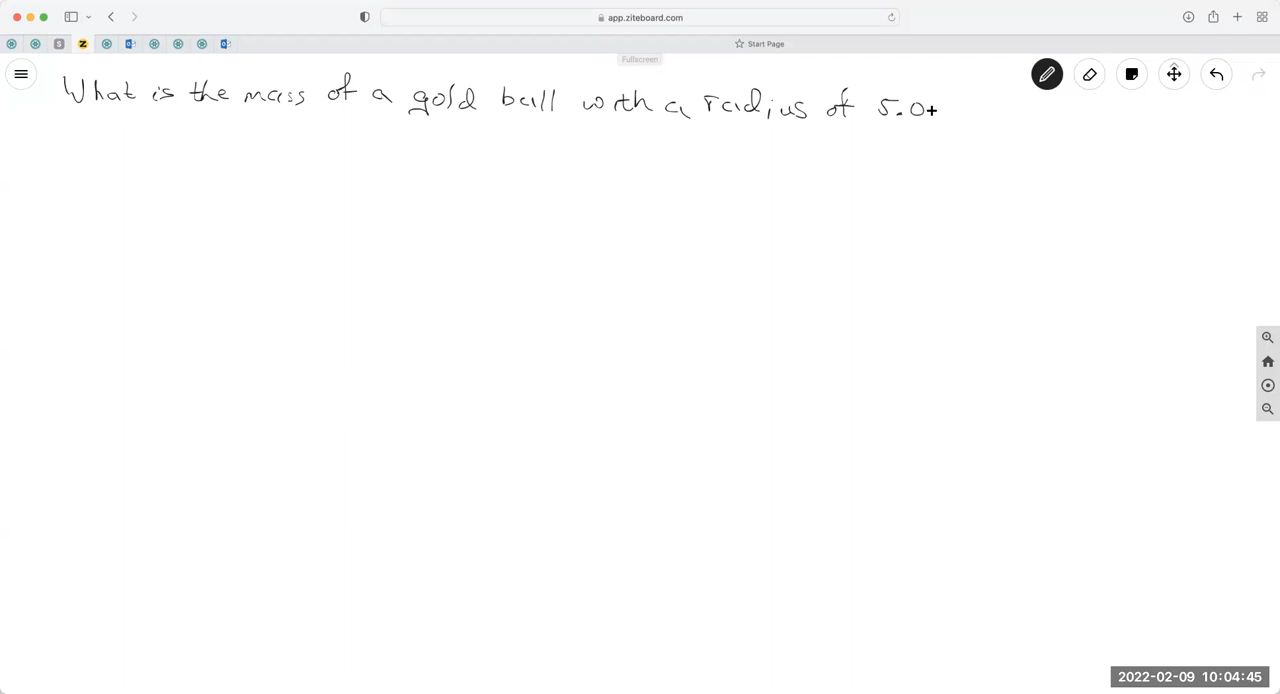 app.ziteboard.com
Start Page
Fullscreen
What is the mass of a gold ball with a radius of 5.0
2022-02-09 10:04:45